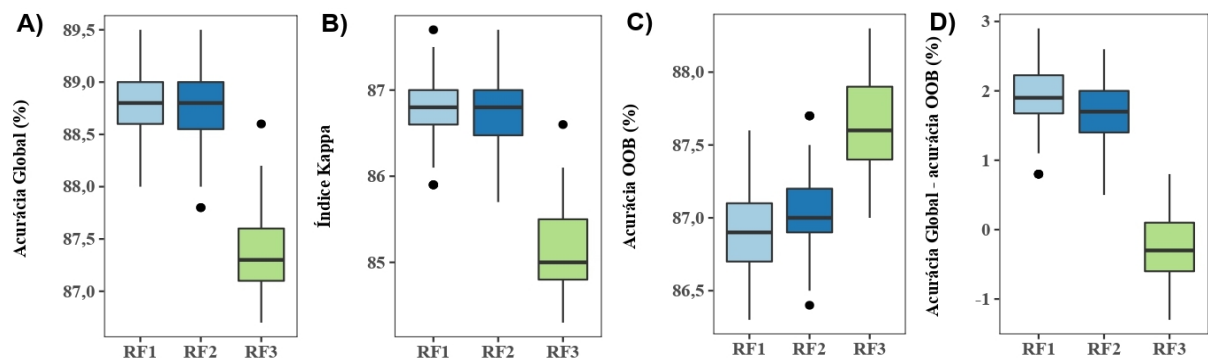 A)
Acurácia Global (%)
89,5
89,0
88,5
88,0
87,5
87,0
RF1 RF2 RF3
B)
Índice Kappa
87
86
85
RF1 RF2 RF3
C)
Acurácia OOB (%)
88,0
87,5
87,0
86,5
RF1 RF2 RF3
D)
Acurácia Global - acurácia OOB (%)
3
2
1
0
-1
RF1 RF2 RF3